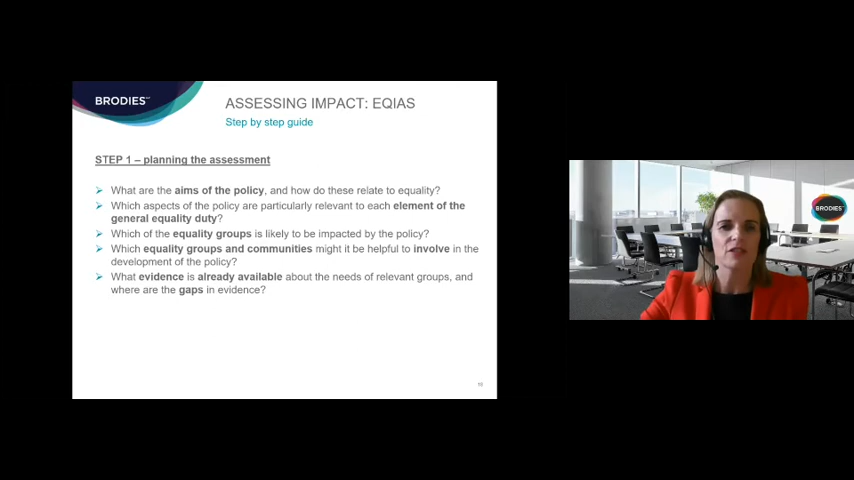 BRODIES LLP
ASSESSING IMPACT: EQIAS
Step by step guide
STEP 1 – planning the assessment
➢ What are the aims of the policy, and how do these relate to equality?
➢ Which aspects of the policy are particularly relevant to each element of the
general equality duty?
➢ Which of the equality groups is likely to be impacted by the policy?
➢ Which equality groups and communities might it be helpful to involve in the
development of the policy?
➢ What evidence is already available about the needs of relevant groups, and
where are the gaps in evidence?
BRODIES